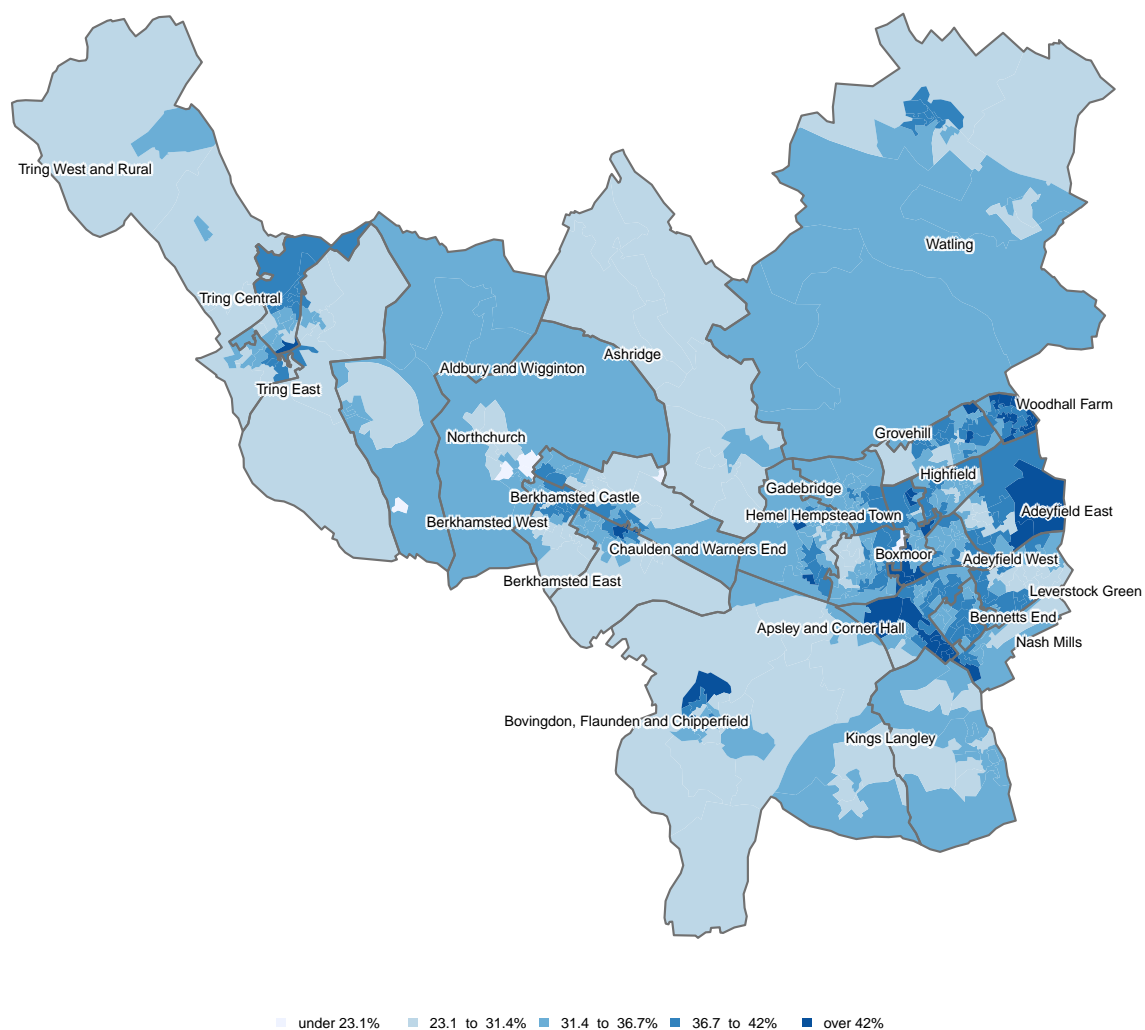 Tring West and Rural
Watling
Tring Central
Ashridge
Aldbury and Wigginton
Tring East
Woodhall Farm
Grovehill
Northchurch
Highfield
Gadebridge
Berkhamsted Castle
Adeyfield East
Hemel Hempstead Town
Berkhamsted West
Chaulden and Warners End
Boxmoor
Adeyfield West
Berkhamsted East
Leverstock Green
Bennetts End
Apsley and Corner Hall
Nash Mills
Bovingdon, Flaunden and Chipperfield
Kings Langley
under 23.1% 23.1 to 31.4% 31.4 to 36.7% 36.7 to 42% over 42%